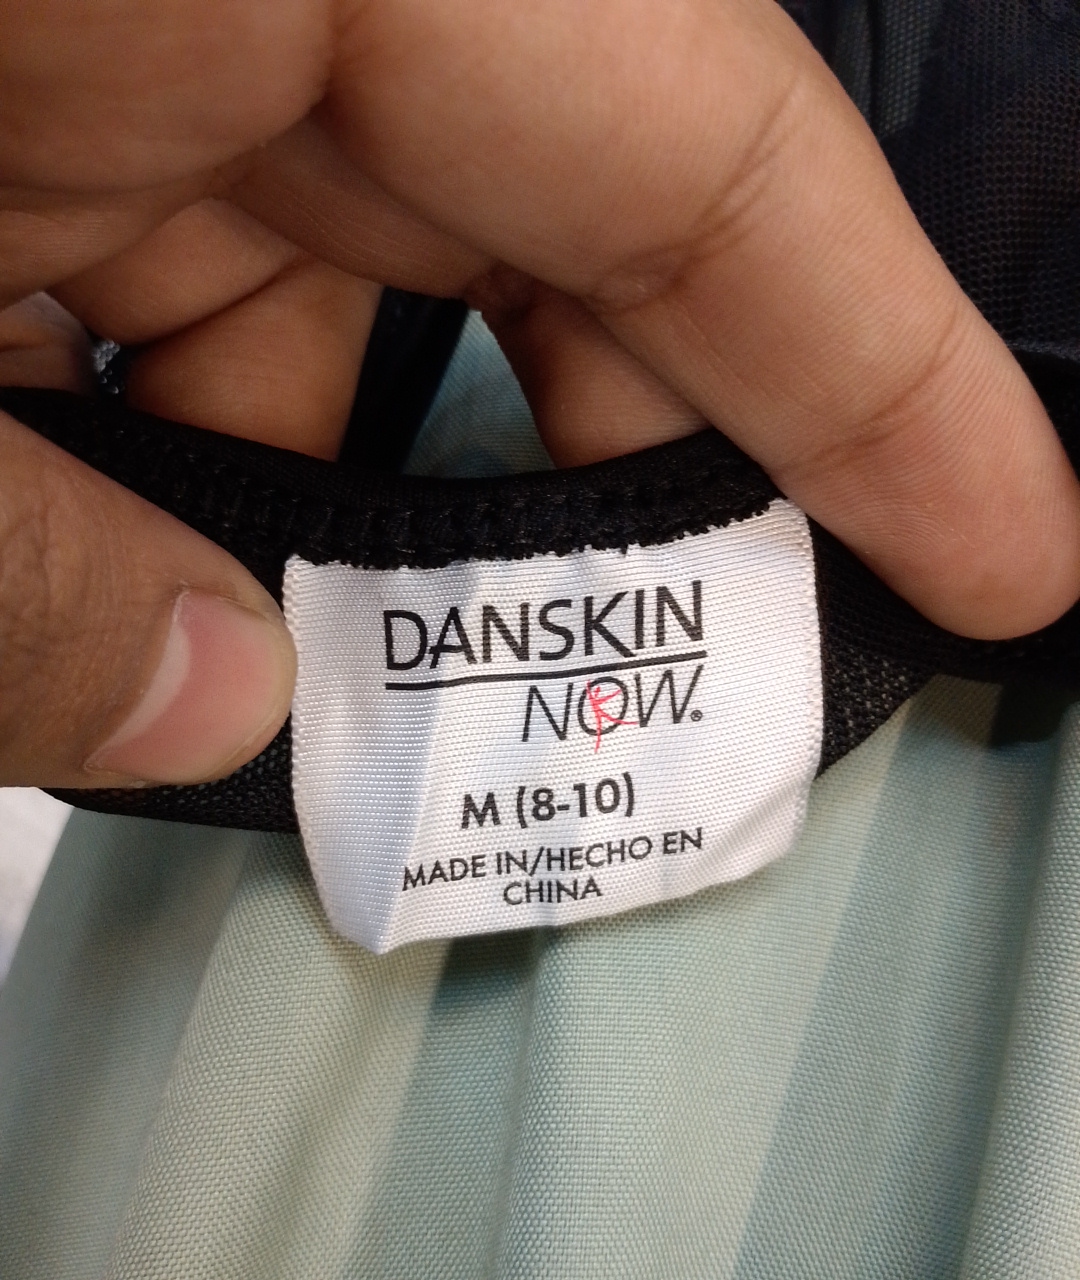 DANSKIN
NOW.®
M (8-10)
MADE IN/HECHO EN
CHINA